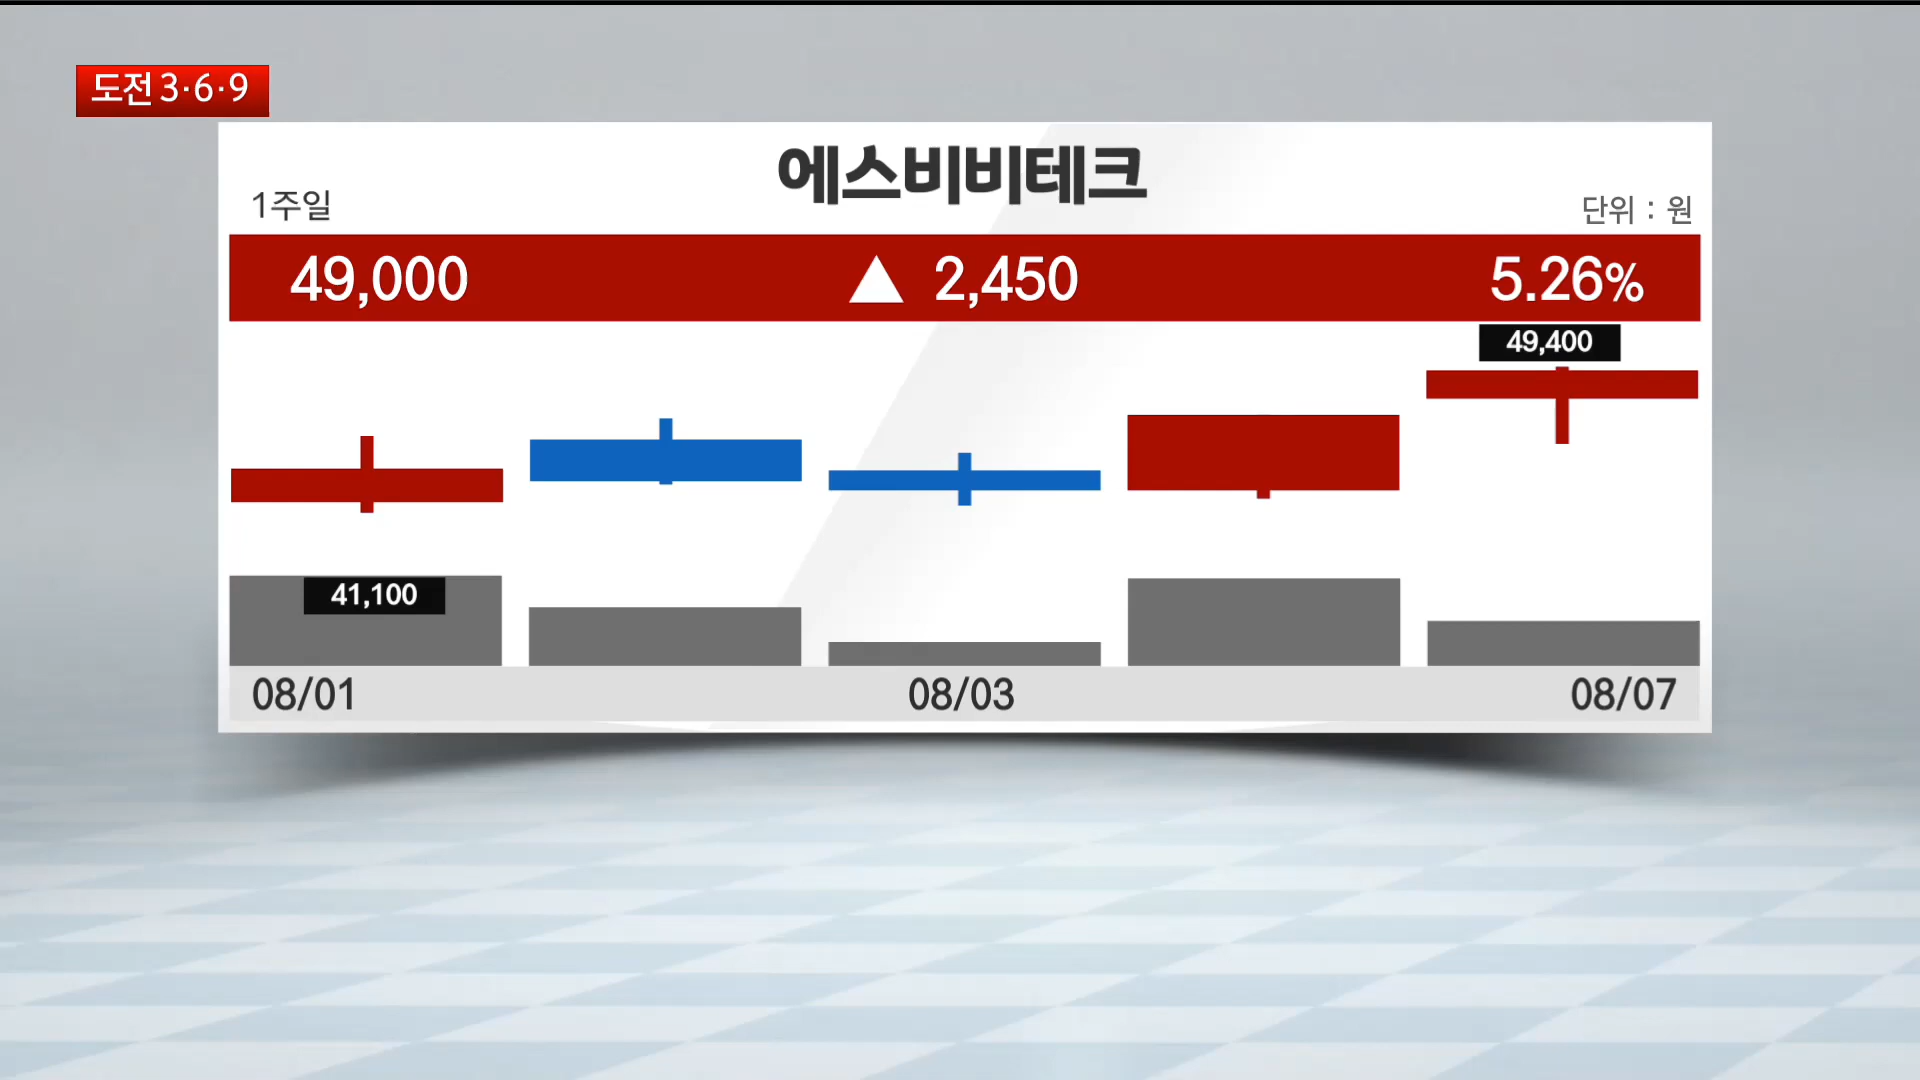 도전 3·6·9
에스비비테크
1주일
단위 : 원
49,000 ▲ 2,450 5.26%
49,400
41,100
08/01 08/03 08/07